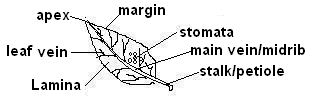 apex
margin
stomata
leaf vein
main vein/midrib
Lamina
stalk/petiole